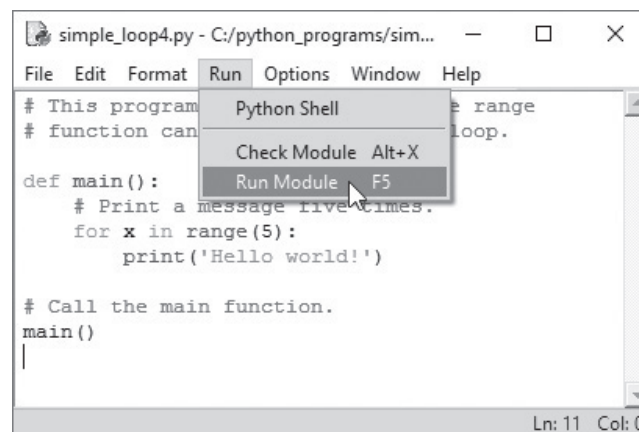 simple_loop4.py - C:/python_programs/sim...
File Edit Format Run Options Window Help
Python Shell
Check Module Alt+X
Run Module F5
# This program e range
# function can loop.
def main():
# Print a message five times.
for x in range(5):
print('Hello world!')
# Call the main function.
main()
Ln: 11 Col: 0